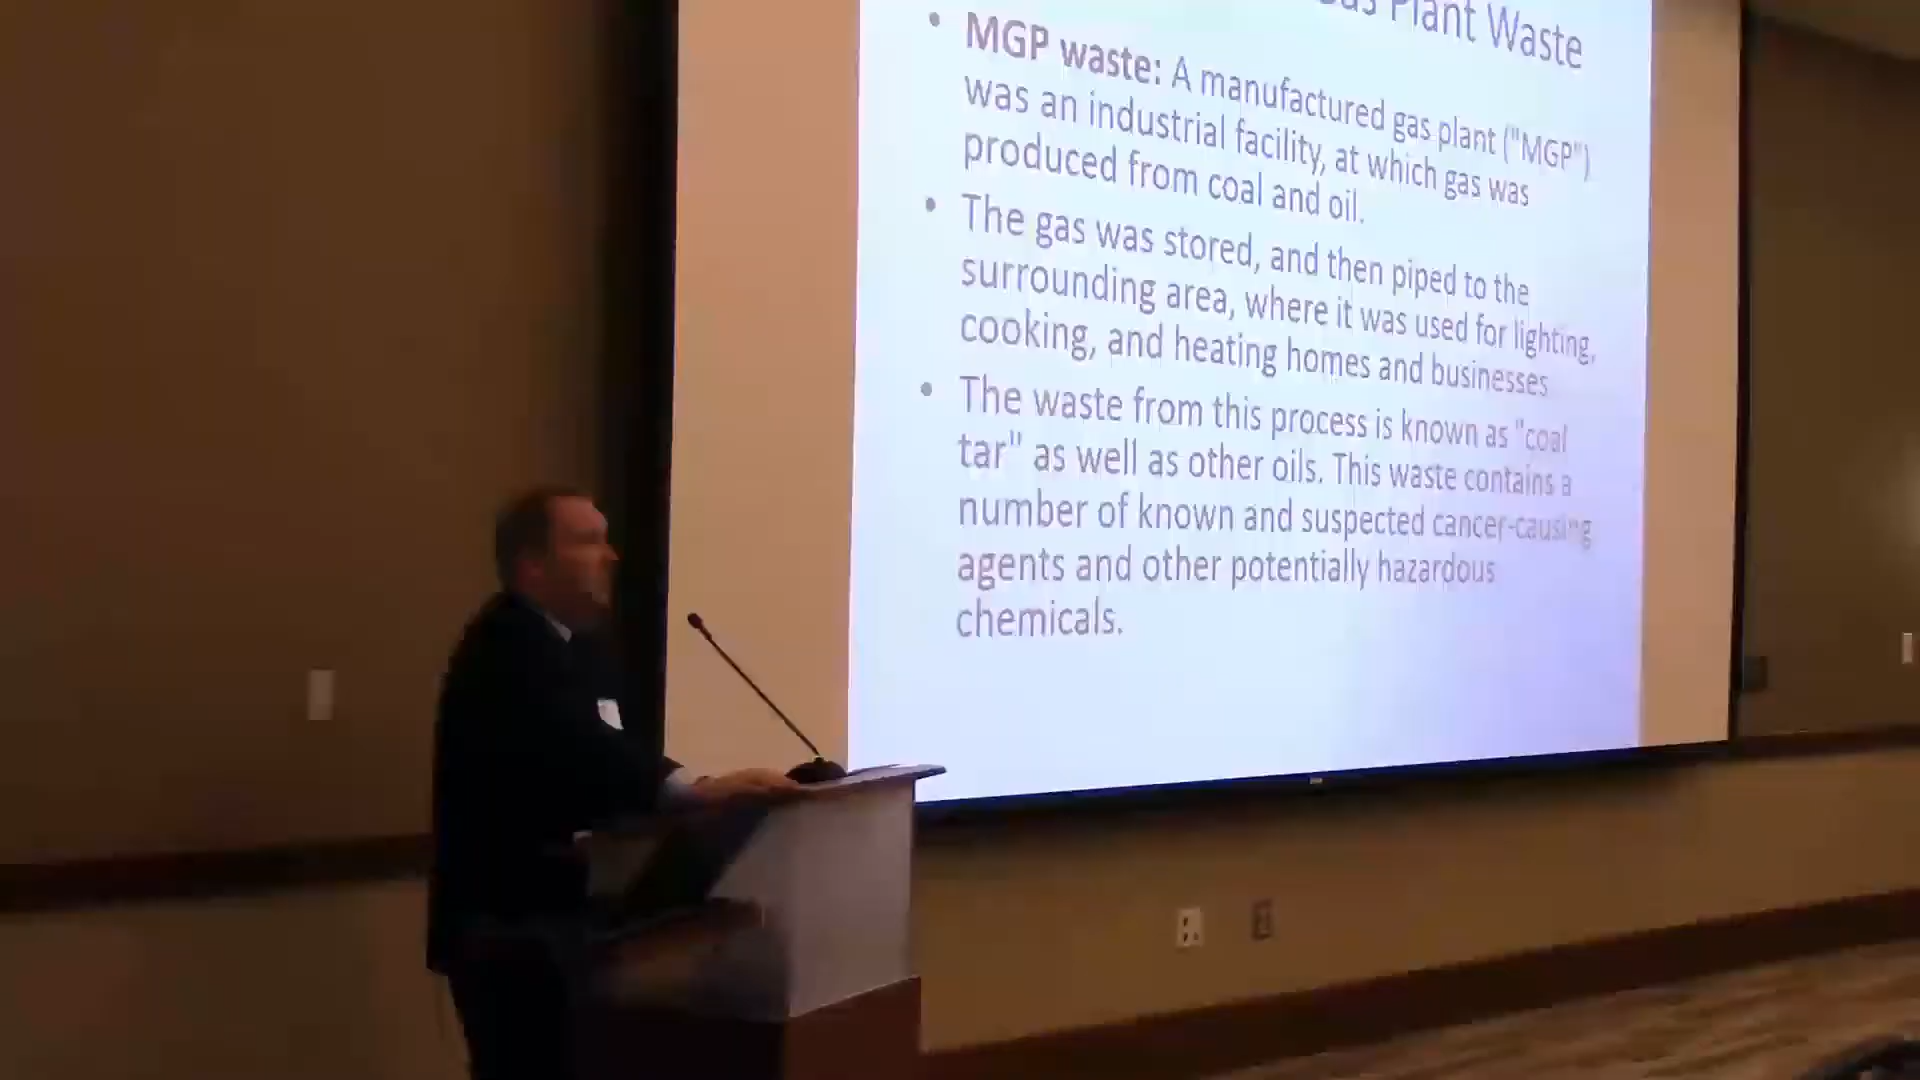 Plant Waste
• MGP waste: A manufactured gas plant ("MGP")
was an industrial facility, at which gas was
produced from coal and oil.
• The gas was stored, and then piped to the
surrounding area, where it was used for lighting,
cooking, and heating homes and businesses
• The waste from this process is known as "coal
tar" as well as other oils. This waste contains a
number of known and suspected cancer-causing
agents and other potentially hazardous
chemicals.